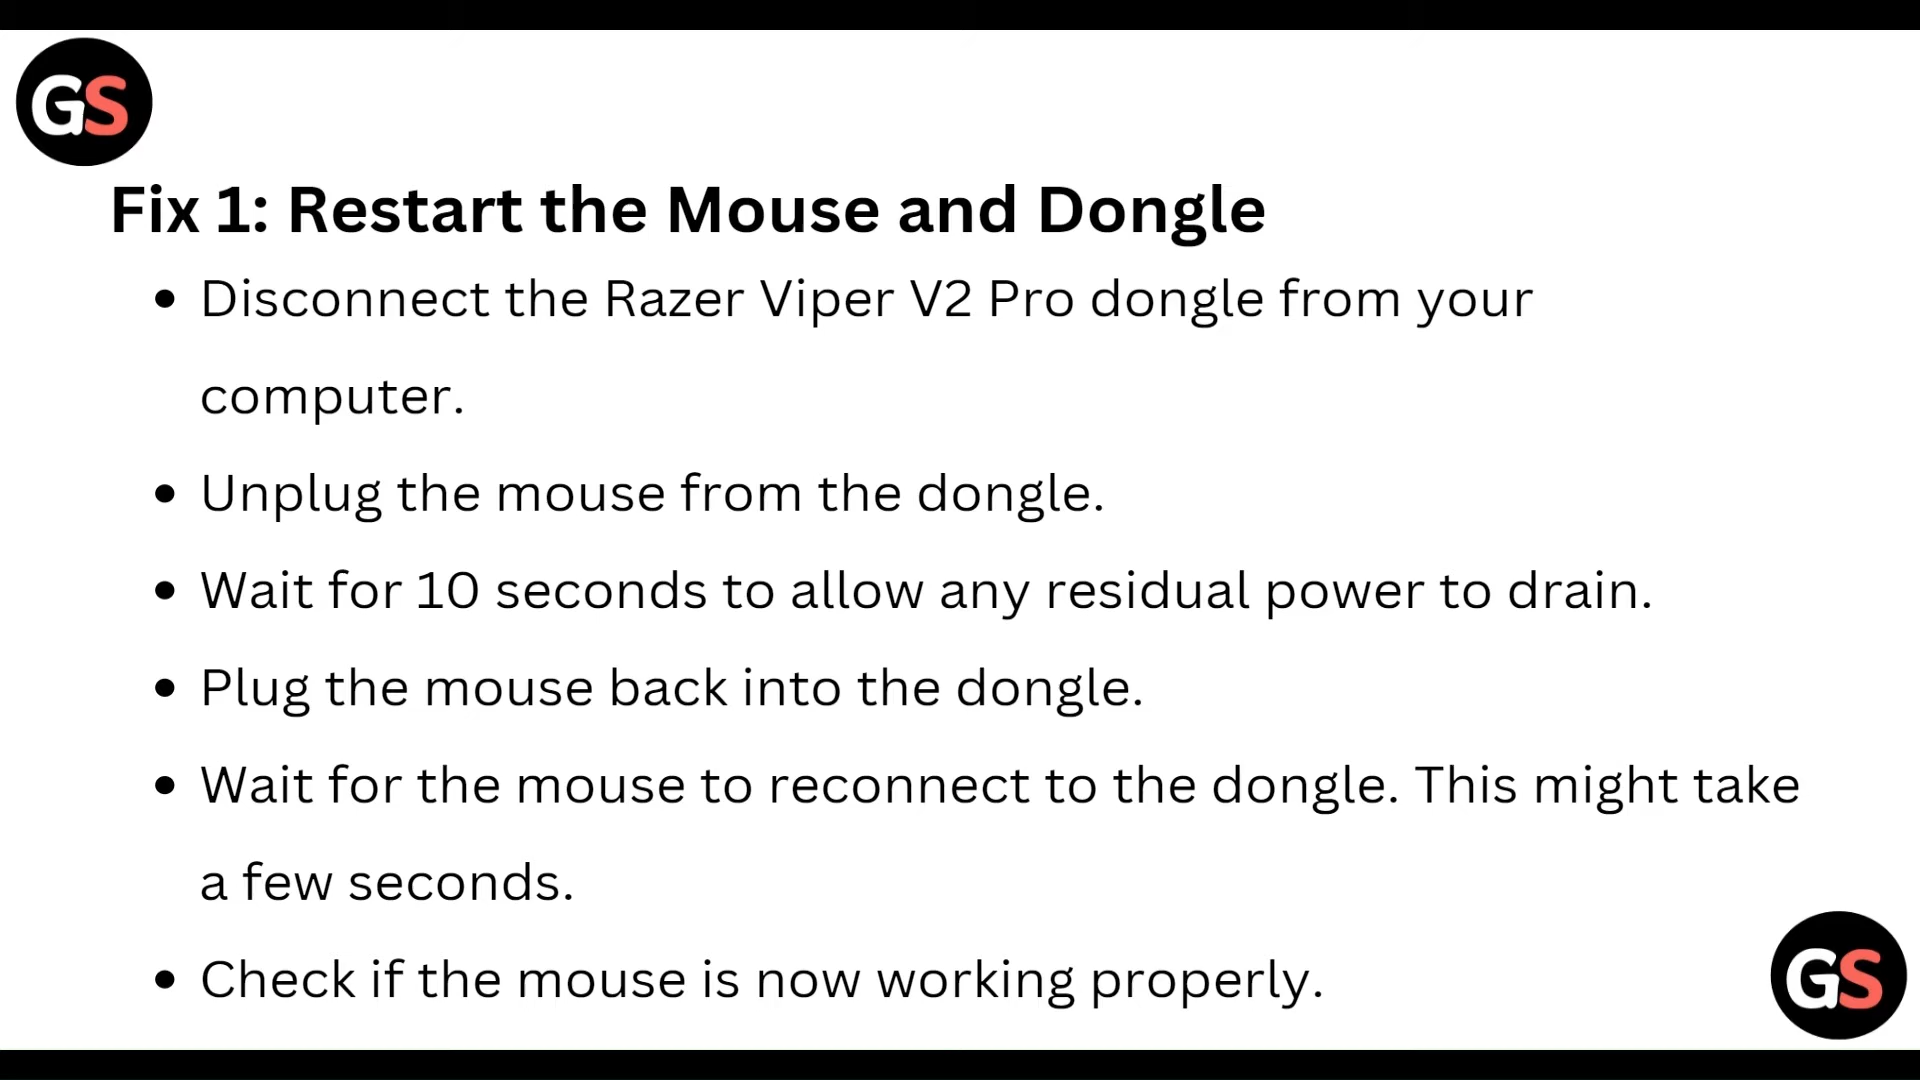 GS
Fix 1: Restart the Mouse and Dongle
• Disconnect the Razer Viper V2 Pro dongle from your
computer.
• Unplug the mouse from the dongle.
• Wait for 10 seconds to allow any residual power to drain.
• Plug the mouse back into the dongle.
• Wait for the mouse to reconnect to the dongle. This might take
a few seconds.
• Check if the mouse is now working properly.
GS